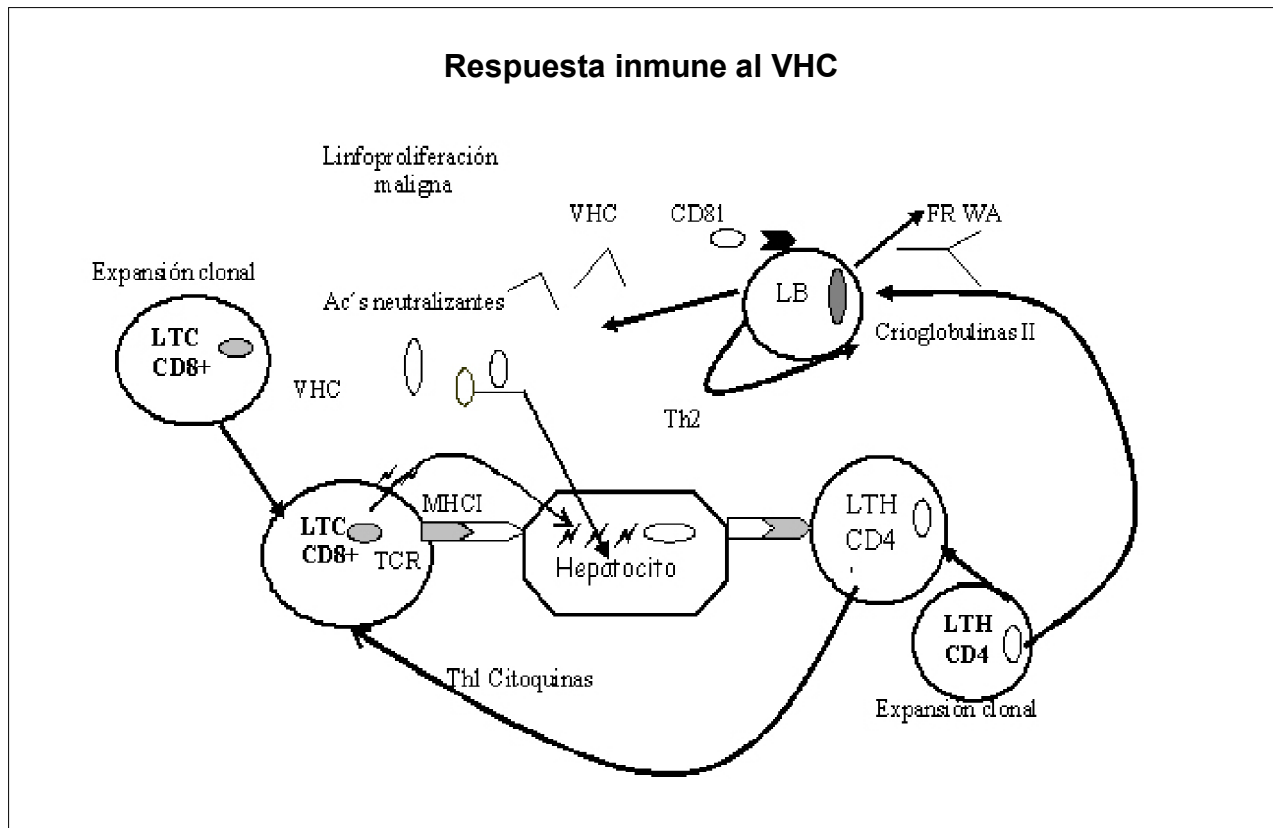 Respuesta inmune al VHC
Linfoproliferación
maligna
VHC
CD81
FR WA
Expansión clonal
Ac´s neutralizantes
LB
LTC
CD8+
Crioglobulinas II
VHC
Th2
MHCI
LTC
CD8+
TCR
Hepatocito
LTH
CD4
LTH
CD4
Th1 Citoquinas
Expansión clonal